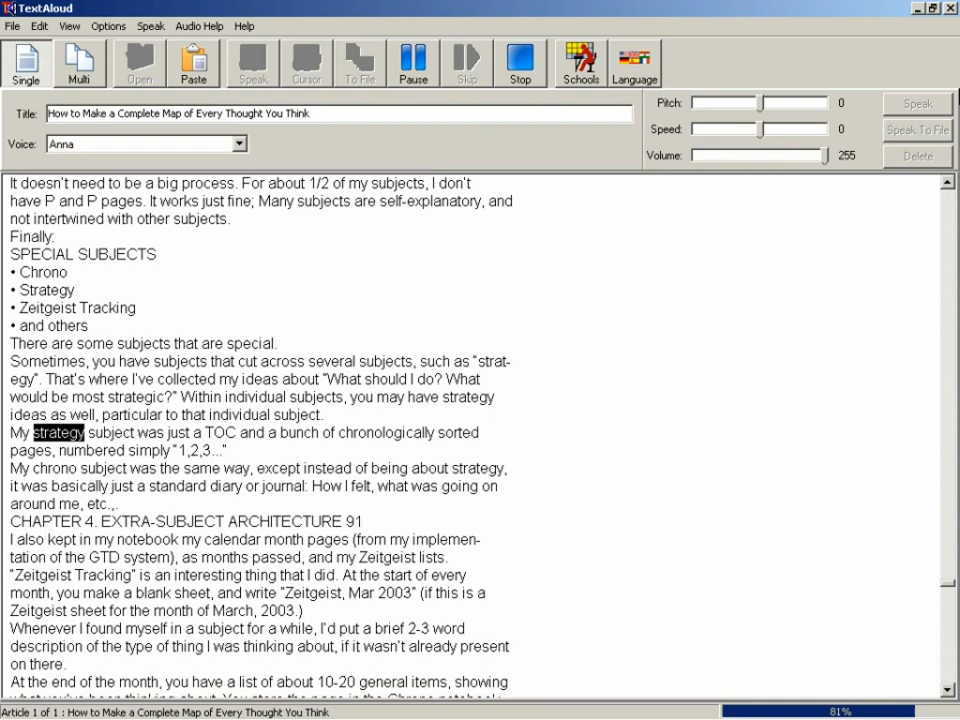 TextAloud
File Edit View Options Speak Audio Help Help
Single Multi Open Paste Speak Cursor To File Pause Skip Stop Schools Language
Title: How to Make a Complete Map of Every Thought You Think
Voice: Anna
Pitch: 0 Speak
Speed: 0 Speak To File
Volume: 255 Delete
It doesn't need to be a big process. For about 1/2 of my subjects, I don't
have P and P pages. It works just fine; Many subjects are self-explanatory, and
not intertwined with other subjects.
Finally:
SPECIAL SUBJECTS
• Chrono
• Strategy
• Zeitgeist Tracking
• and others
There are some subjects that are special.
Sometimes, you have subjects that cut across several subjects, such as "strat-
egy". That's where I've collected my ideas about "What should I do? What
would be most strategic?" Within individual subjects, you may have strategy
ideas as well, particular to that individual subject.
My strategy subject was just a TOC and a bunch of chronologically sorted
pages, numbered simply "1,2,3..."
My chrono subject was the same way, except instead of being about strategy,
it was basically just a standard diary or journal: How I felt, what was going on
around me, etc.,.
CHAPTER 4. EXTRA-SUBJECT ARCHITECTURE 91
I also kept in my notebook my calendar month pages (from my implemen-
tation of the GTD system), as months passed, and my Zeitgeist lists.
"Zeitgeist Tracking" is an interesting thing that I did. At the start of every
month, you make a blank sheet, and write "Zeitgeist, Mar 2003" (if this is a
Zeitgeist sheet for the month of March, 2003.)
Whenever I found myself in a subject for a while, I'd put a brief 2-3 word
description of the type of thing I was thinking about, if it wasn't already present
on there.
At the end of the month, you have a list of about 10-20 general items, showing
what you've been thinking about. You store the page in the Chrono notebook
Article 1 of 1 : How to Make a Complete Map of Every Thought You Think 81%